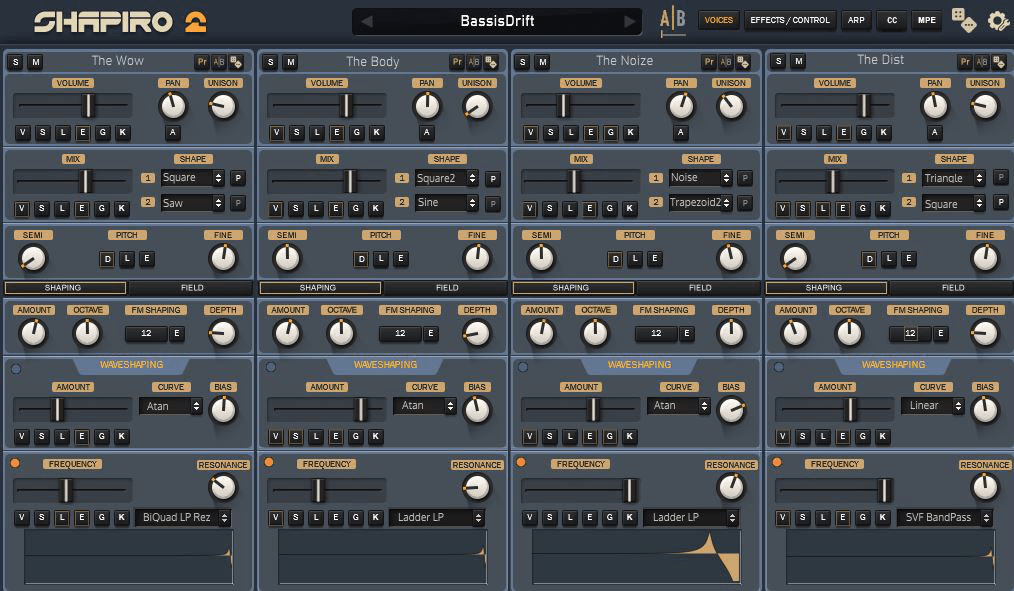 SHAPIRO 2 BassisDrift A|B VOICES EFFECTS / CONTROL ARP CC MPE
S M The Wow Pr A|B S M The Body Pr A|B S M The Noize Pr A|B S M The Dist Pr A|B
VOLUME PAN UNISON VOLUME PAN UNISON VOLUME PAN UNISON VOLUME PAN UNISON
V S L E G K A V S L E G K A V S L E G K A V S L E G K A
MIX SHAPE MIX SHAPE MIX SHAPE MIX SHAPE
1 Square P 1 Square2 P 1 Noise P 1 Triangle P
V S L E G K 2 Saw P V S L E G K 2 Sine P V S L E G K 2 Trapezoid2 P V S L E G K 2 Square P
SEMI PITCH FINE SEMI PITCH FINE SEMI PITCH FINE SEMI PITCH FINE
D L E D L E D L E D L E
SHAPING FIELD SHAPING FIELD SHAPING FIELD SHAPING FIELD
AMOUNT OCTAVE FM SHAPING DEPTH AMOUNT OCTAVE FM SHAPING DEPTH AMOUNT OCTAVE FM SHAPING DEPTH AMOUNT OCTAVE FM SHAPING DEPTH
12 E 12 E 12 E 12 E
WAVESHAPING WAVESHAPING WAVESHAPING WAVESHAPING
AMOUNT CURVE BIAS AMOUNT CURVE BIAS AMOUNT CURVE BIAS AMOUNT CURVE BIAS
Atan Atan Atan Linear
V S L E G K V S L E G K V S L E G K V S L E G K
FREQUENCY RESONANCE FREQUENCY RESONANCE FREQUENCY RESONANCE FREQUENCY RESONANCE
V S L E G K BiQuad LP Rez V S L E G K Ladder LP V S L E G K Ladder LP V S L E G K SVF BandPass